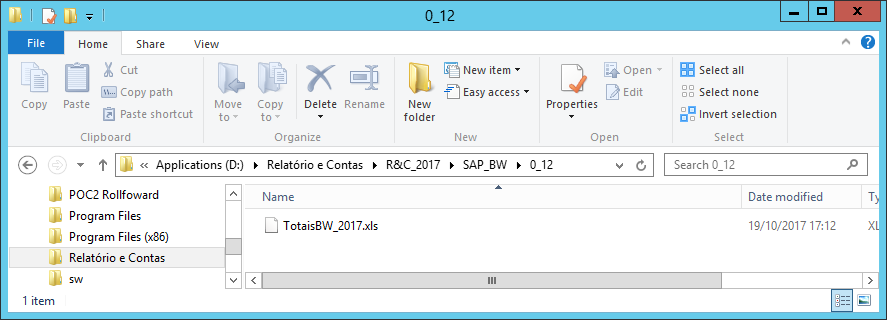 0_12
File Home Share View
Copy Paste Cut Copy path Paste shortcut Move to Copy to Delete Rename New folder New item Easy access Properties Open Edit Select all Select none Invert selection
Clipboard Organize New Open Select
« Applications (D:) Relatório e Contas R&C_2017 SAP_BW 0_12 Search 0_12
POC2 Rollfoward
Program Files
Program Files (x86)
Relatório e Contas
sw
Name Date modified Ty
TotaisBW_2017.xls 19/10/2017 17:12 XL
1 item